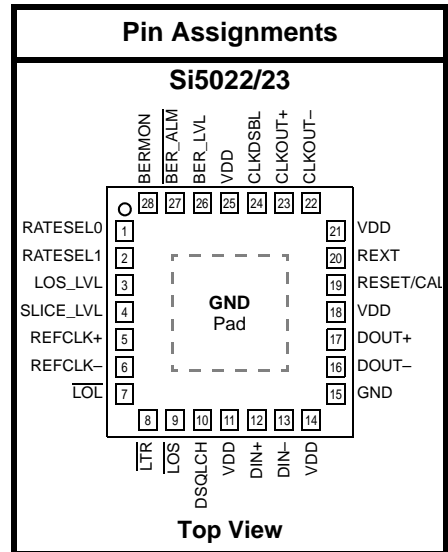 Pin Assignments
Si5022/23
BERMON
BER_ALM
BER_LVL
VDD
CLKDSBL
CLKOUT+
CLKOUT–
28 27 26 25 24 23 22
RATESEL0 1
RATESEL1 2
LOS_LVL 3
SLICE_LVL 4
REFCLK+ 5
REFCLK– 6
LOL 7
21 VDD
20 REXT
19 RESET/CAL
18 VDD
17 DOUT+
16 DOUT–
15 GND
GND
Pad
8 9 10 11 12 13 14
LTR
LOS
DSQLCH
VDD
DIN+
DIN–
VDD
Top View